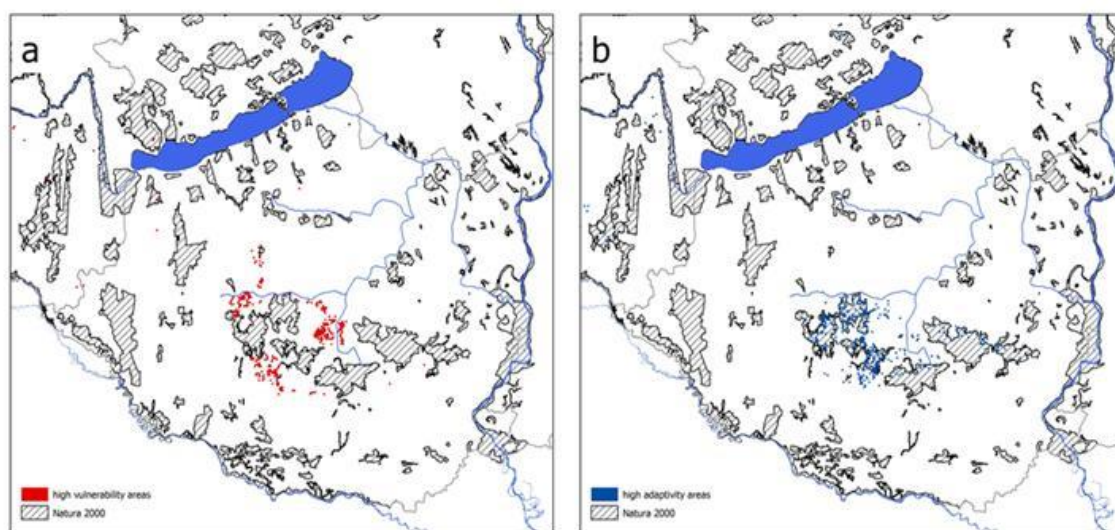 a
high vulnerability areas
Natura 2000
b
high adaptivity areas
Natura 2000